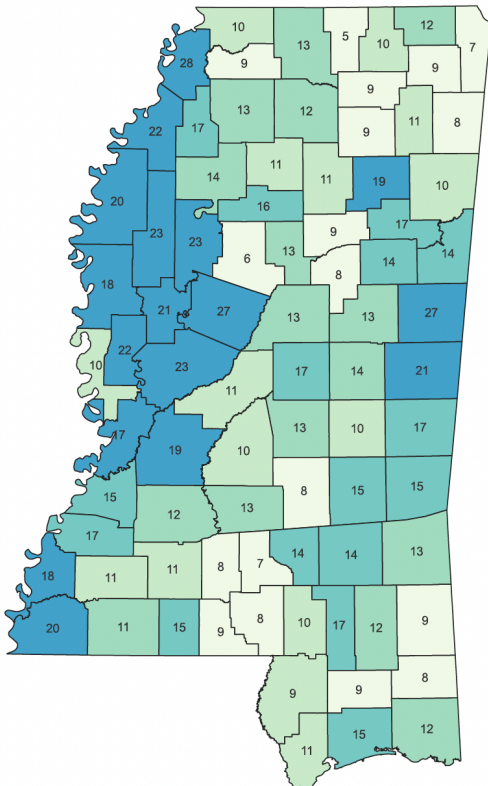 10 13 5 10 12 7
28 9 9 9
22 17 13 12 9 11 8
14 11 11 19 10
20 16 17
23 23 9
6 13 8 14 14
18 21 27 13 13 27
10 22 23 17 14 21
11
17 19 10 13 10 17
15 12 13 8 15 15
17 14 14 13
18 11 11 8 7
20 11 15 9 8 10 17 12 9
9 9 8
11 15 12